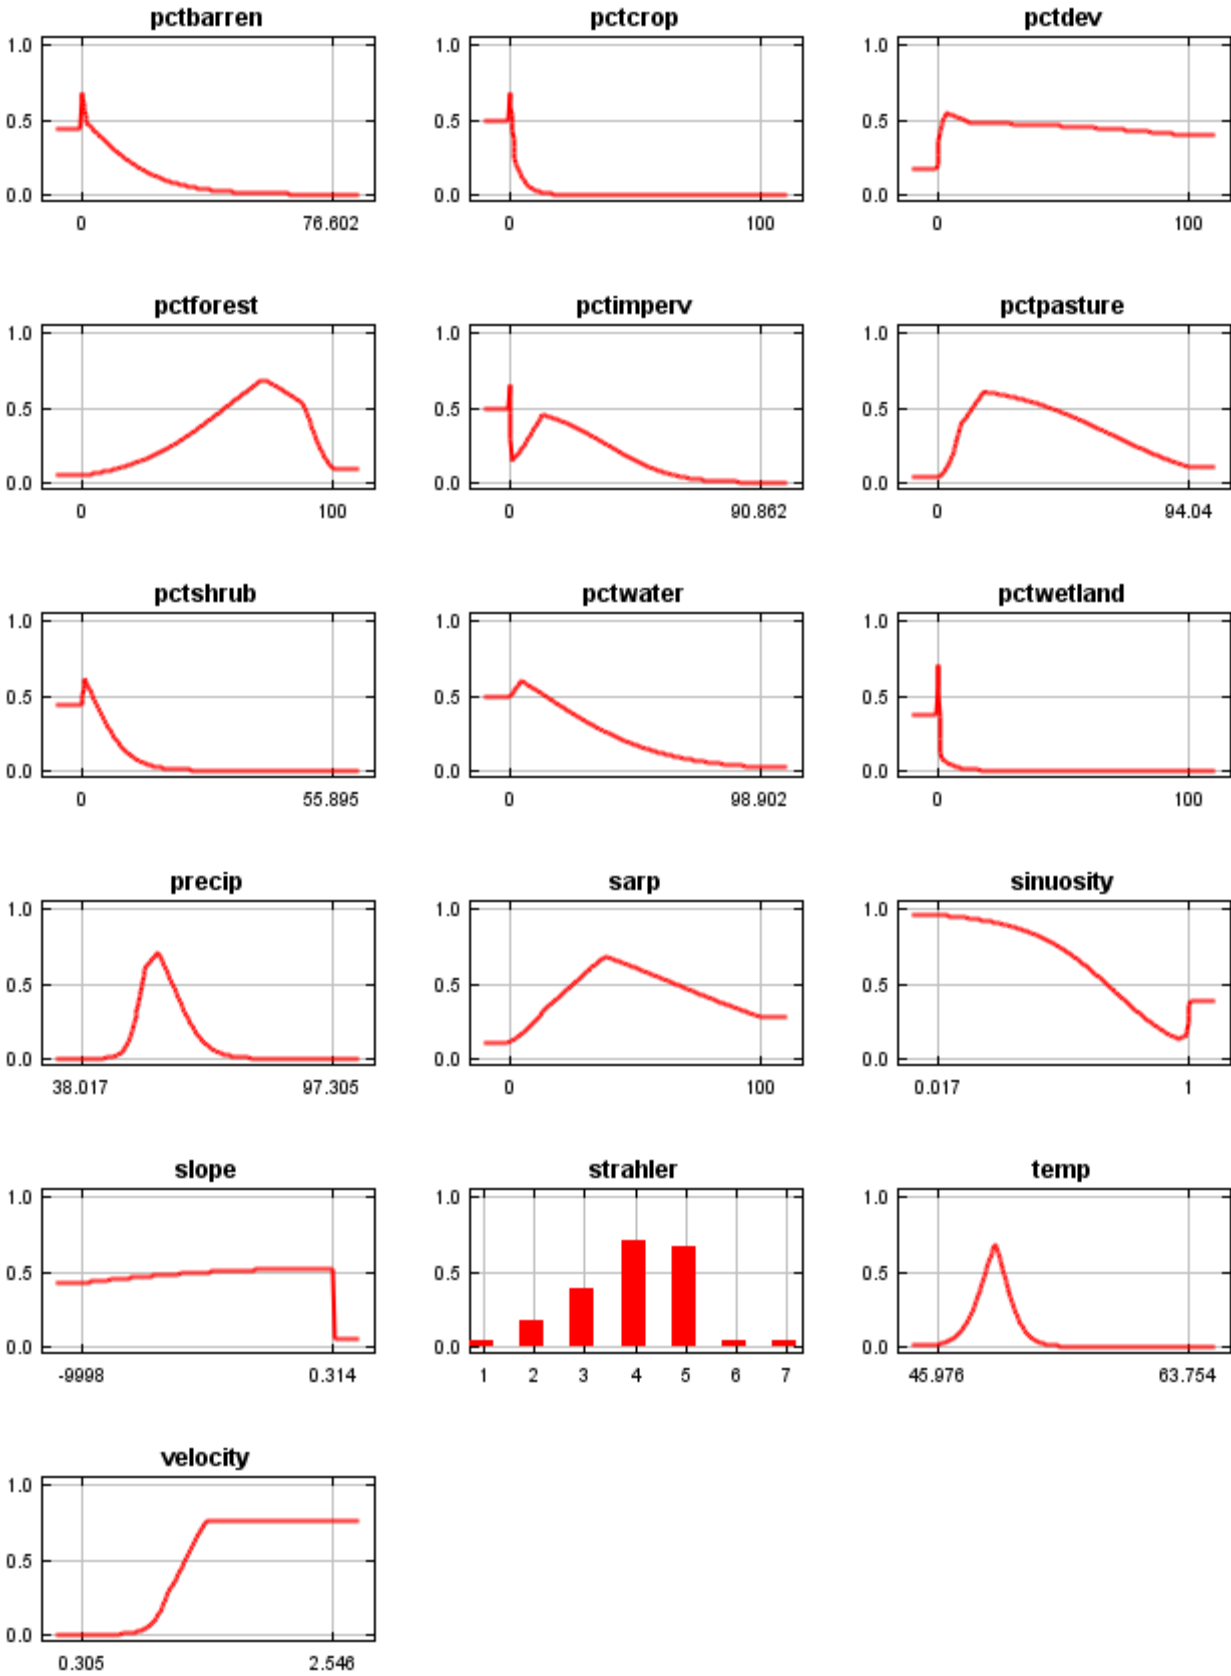 pctbarren pctcrop pctdev
1.0 1.0 1.0
0.5 0.5 0.5
0.0 0.0 0.0
0 76.602 0 100 0 100
pctforest pctimperv pctpasture
1.0 1.0 1.0
0.5 0.5 0.5
0.0 0.0 0.0
0 100 0 90.862 0 94.04
pctshrub pctwater pctwetland
1.0 1.0 1.0
0.5 0.5 0.5
0.0 0.0 0.0
0 55.895 0 98.902 0 100
precip sarp sinuosity
1.0 1.0 1.0
0.5 0.5 0.5
0.0 0.0 0.0
38.017 97.305 0 100 0.017 1
slope strahler temp
1.0 1.0 1.0
0.5 0.5 0.5
0.0 0.0 0.0
-9998 0.314 1 2 3 4 5 6 7 45.976 63.754
velocity
1.0
0.5
0.0
0.305 2.546